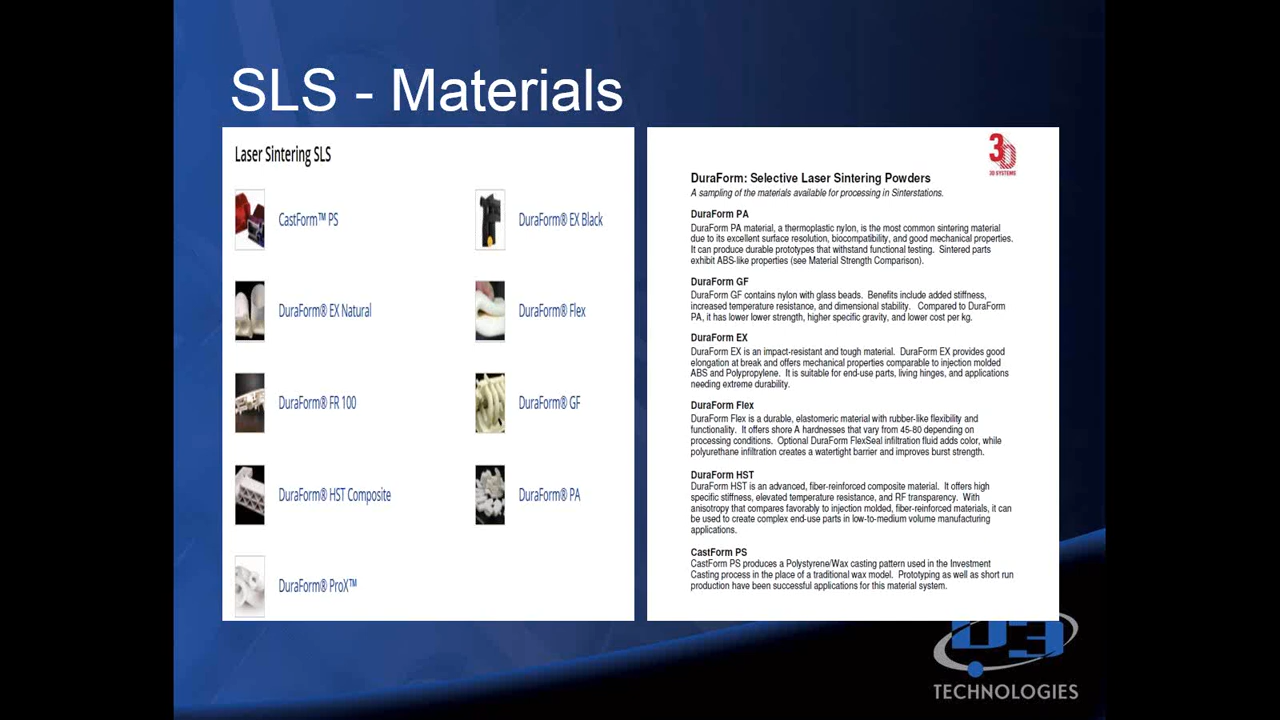 SLS - Materials
Laser Sintering SLS
CastForm™ PS
DuraForm® EX Black
DuraForm® EX Natural
DuraForm® Flex
DuraForm® FR 100
DuraForm® GF
DuraForm® HST Composite
DuraForm® PA
DuraForm® ProX™
3D
3D SYSTEMS
DuraForm: Selective Laser Sintering Powders
A sampling of the materials available for processing in Sinterstations.
DuraForm PA
DuraForm PA material, a thermoplastic nylon, is the most common sintering material
due to its excellent surface resolution, biocompatibility, and good mechanical properties.
It can produce durable prototypes that withstand functional testing. Sintered parts
exhibit ABS-like properties (see Material Strength Comparison).
DuraForm GF
DuraForm GF contains nylon with glass beads. Benefits include added stiffness,
increased temperature resistance, and dimensional stability. Compared to DuraForm
PA, it has lower lower strength, higher specific gravity, and lower cost per kg.
DuraForm EX
DuraForm EX is an impact-resistant and tough material. DuraForm EX provides good
elongation at break and offers mechanical properties comparable to injection molded
ABS and Polypropylene. It is suitable for end-use parts, living hinges, and applications
needing extreme durability.
DuraForm Flex
DuraForm Flex is a durable, elastomeric material with rubber-like flexibility and
functionality. It offers shore A hardnesses that vary from 45-80 depending on
processing conditions. Optional DuraForm FlexSeal infiltration fluid adds color, while
polyurethane infiltration creates a watertight barrier and improves burst strength.
DuraForm HST
DuraForm HST is an advanced, fiber-reinforced composite material. It offers high
specific stiffness, elevated temperature resistance, and RF transparency. With
anisotropy that compares favorably to injection molded, fiber-reinforced materials, it can
be used to create complex end-use parts in low-to-medium volume manufacturing
applications.
CastForm PS
CastForm PS produces a Polystyrene/Wax casting pattern used in the Investment
Casting process in the place of a traditional wax model. Prototyping as well as short run
production have been successful applications for this material system.
TECHNOLOGIES